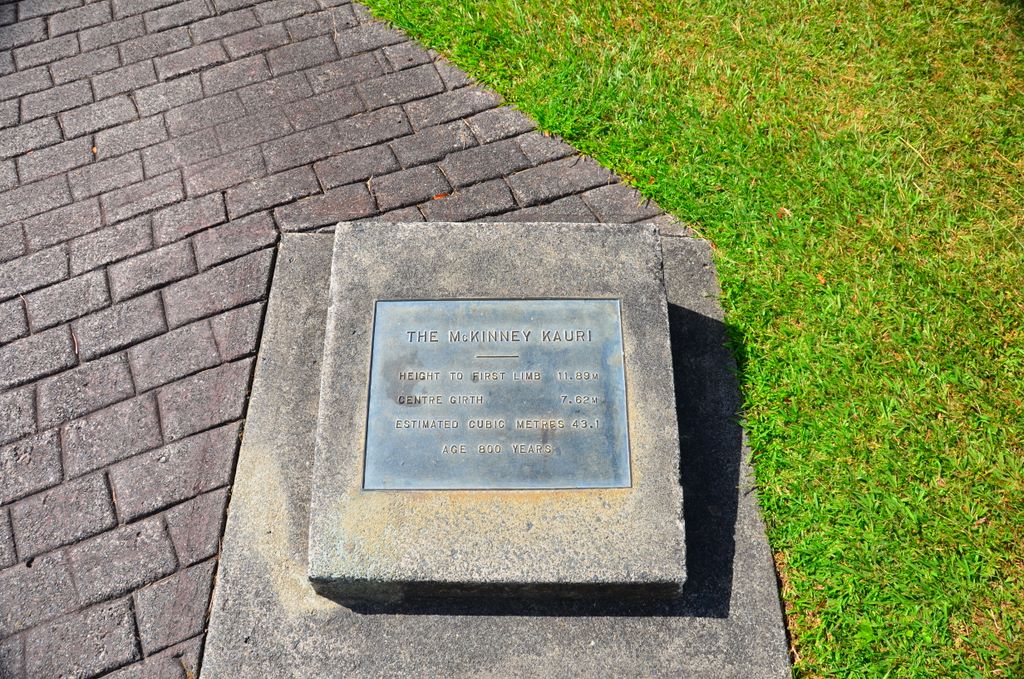 THE McKINNEY KAURI
HEIGHT TO FIRST LIMB 11.89M
CENTRE GIRTH 7.62M
ESTIMATED CUBIC METRES 43.1
AGE 800 YEARS